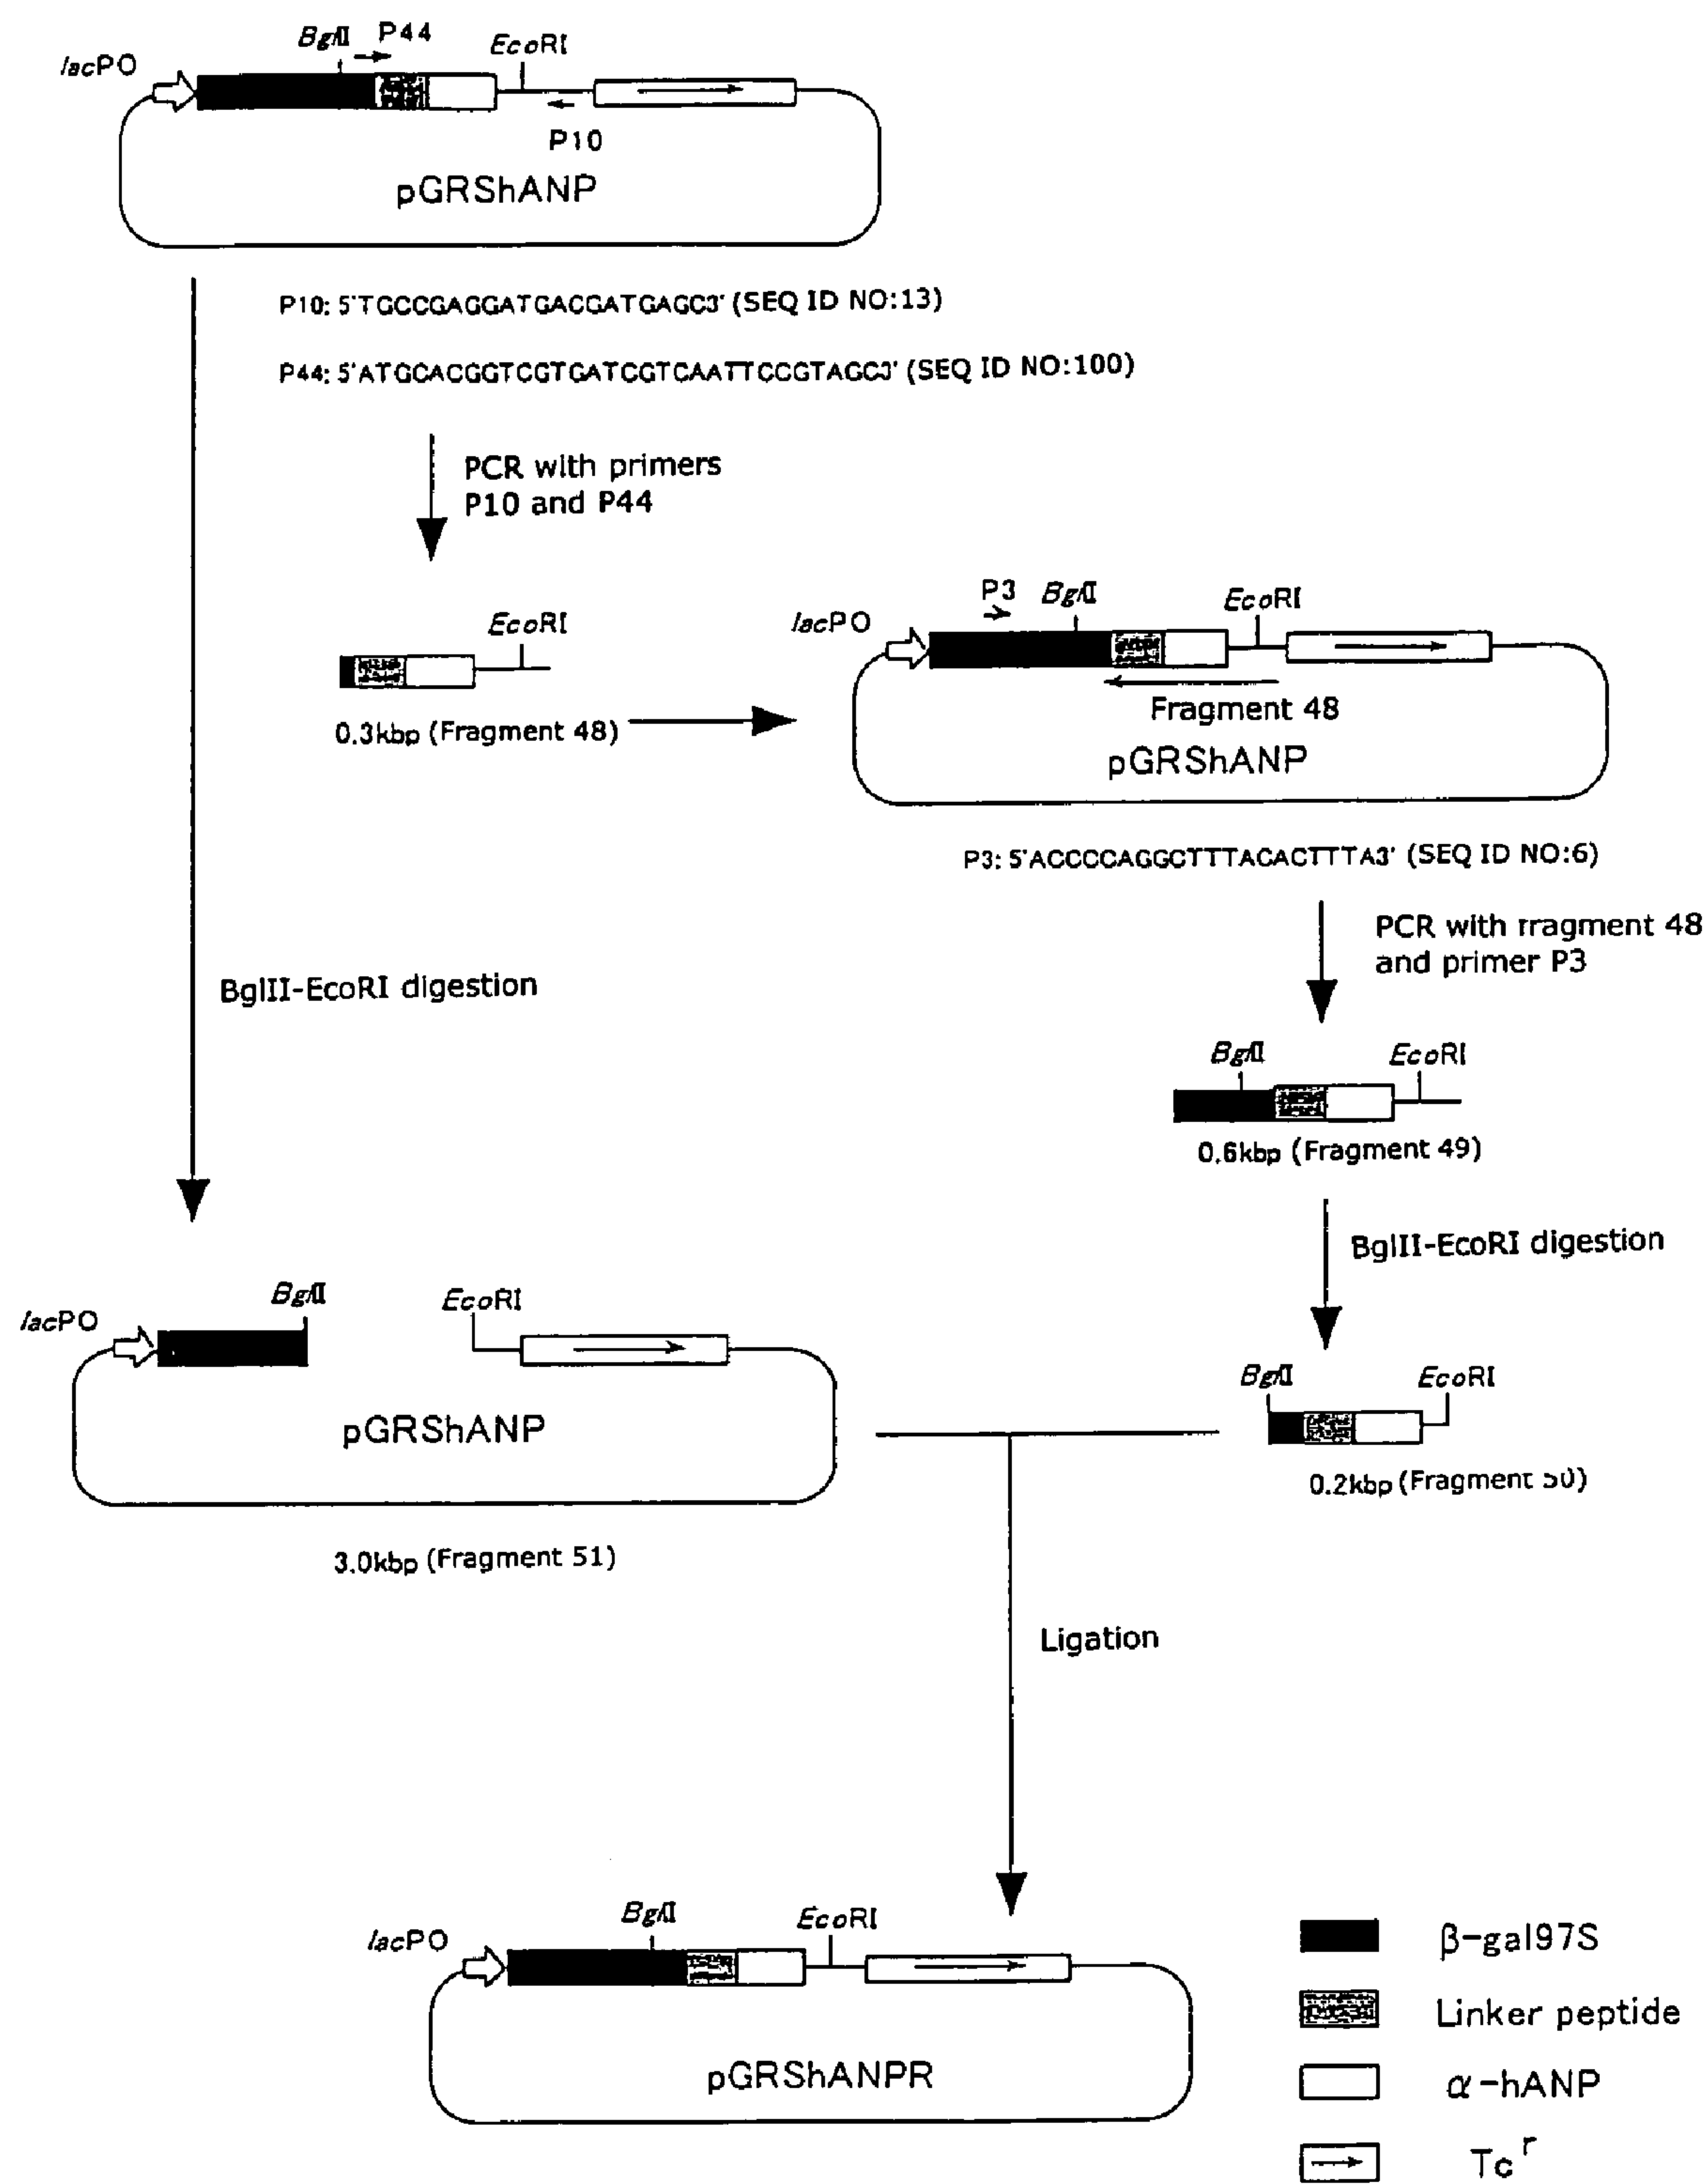 lacPO
BglII
P44
EcoRI
P10
pGRShANP
P10: 5'TGCCGAGGATGACGATGAGC3' (SEQ ID NO:13)
P44: 5'ATGCACGGTCGTGATCGTCAATTCCGTAGC3' (SEQ ID NO:100)
PCR with primers
P10 and P44
EcoRI
0.3kbp (Fragment 48)
lacPO
P3
BglII
EcoRI
Fragment 48
pGRShANP
P3: 5'ACCCCAGGCTTTACACTTTA3' (SEQ ID NO:6)
PCR with fragment 48
and primer P3
BglII-EcoRI digestion
BglII
EcoRI
0.6kbp (Fragment 49)
BglII-EcoRI digestion
lacPO
BglII
EcoRI
pGRShANP
3.0kbp (Fragment 51)
BglII
EcoRI
0.2kbp (Fragment 50)
Ligation
lacPO
BglII
EcoRI
pGRShANPR
β-gal97S
Linker peptide
α-hANP
Tc r